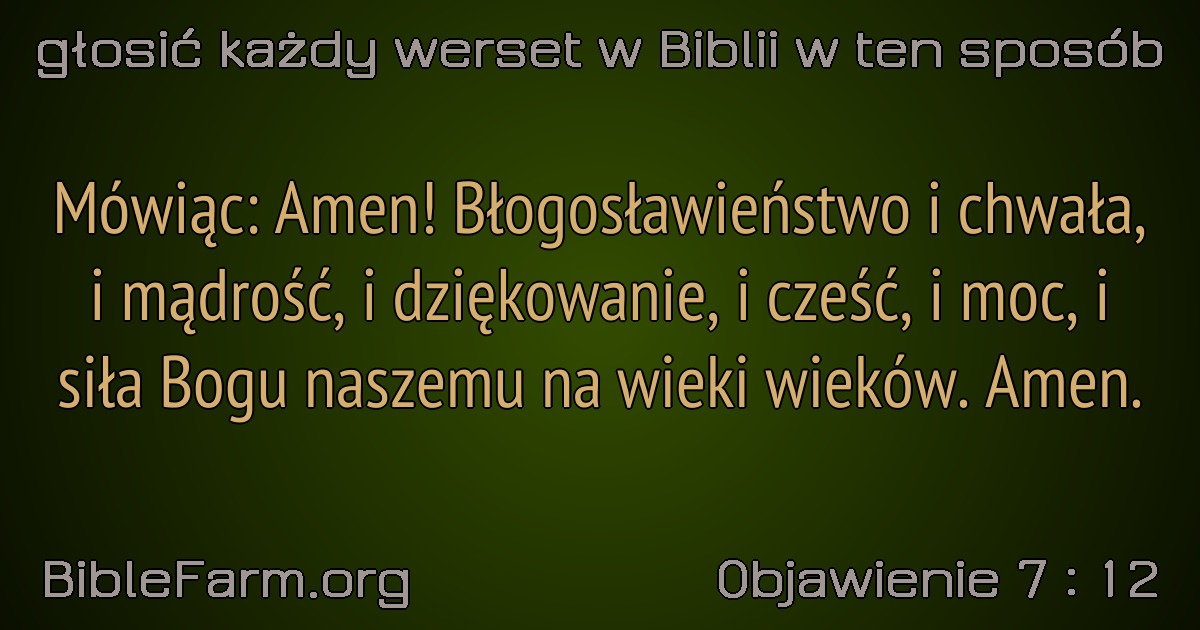 głosić każdy werset w Biblii w ten sposób
Mówiąc: Amen! Błogosławieństwo i chwała,
i mądrość, i dziękowanie, i cześć, i moc, i
siła Bogu naszemu na wieki wieków. Amen.
BibleFarm.org
Objawienie 7 : 12